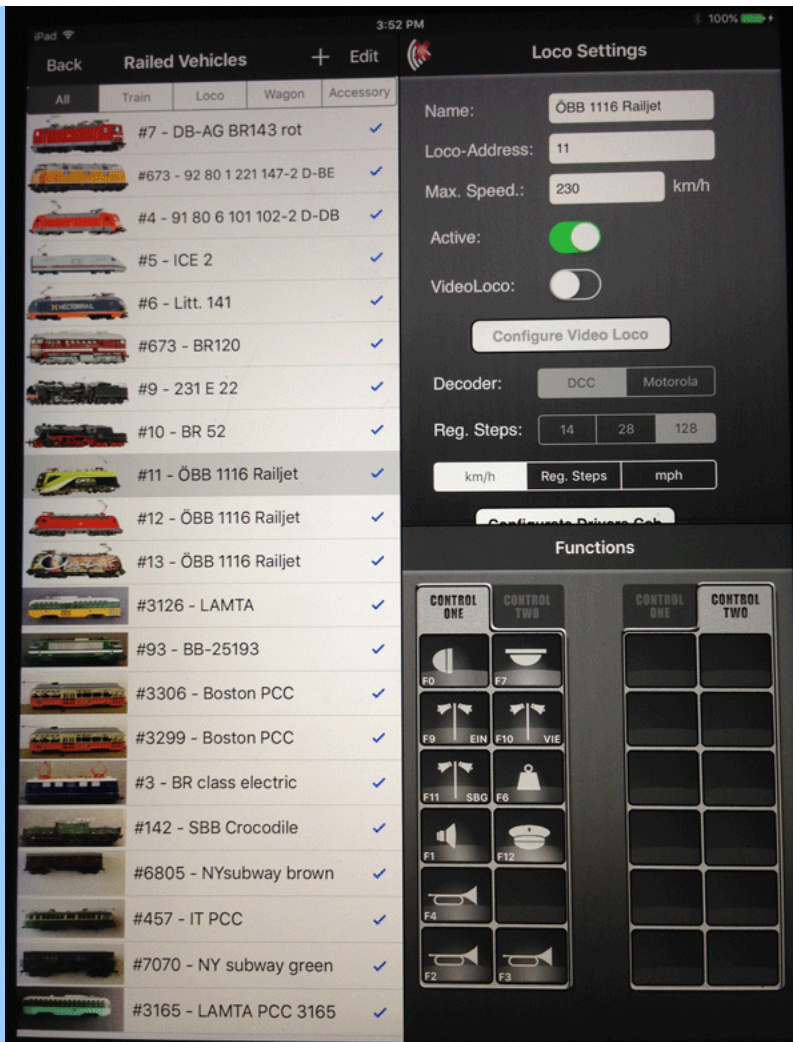 iPad 3:52 PM 100%
Back Railed Vehicles + Edit
All Train Loco Wagon Accessory
#7 - DB-AG BR143 rot
#673 - 92 80 1 221 147-2 D-BE
#4 - 91 80 6 101 102-2 D-DB
#5 - ICE 2
HECTORRAIL
#6 - Litt. 141
#673 - BR120
#9 - 231 E 22
#10 - BR 52
#11 - ÖBB 1116 Railjet
#12 - ÖBB 1116 Railjet
#13 - ÖBB 1116 Railjet
#3126 - LAMTA
#93 - BB-25193
#3306 - Boston PCC
#3299 - Boston PCC
#3 - BR class electric
#142 - SBB Crocodile
#6805 - NYsubway brown
#457 - IT PCC
#7070 - NY subway green
#3165 - LAMTA PCC 3165
Loco Settings
Name: ÖBB 1116 Railjet
Loco-Address: 11
Max. Speed.: 230 km/h
Active:
VideoLoco:
Configure Video Loco
Decoder: DCC Motorola
Reg. Steps: 14 28 128
km/h Reg. Steps mph
Configurate Drivers Cab
Functions
CONTROL ONE CONTROL TWO
CONTROL ONE CONTROL TWO
F0 F7
F9 EIN F10 VIE
F11 SBG F6
F1 F12
F4
F2 F3